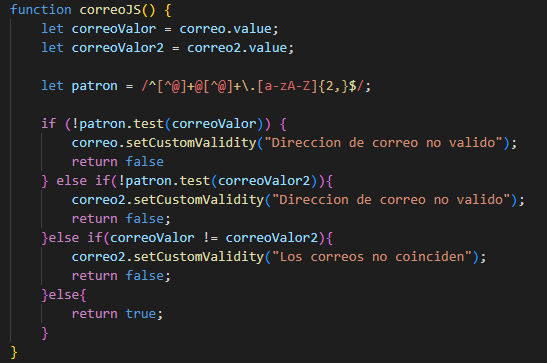 function correoJS() {
    let correoValor = correo.value;
    let correoValor2 = correo2.value;

    let patron = /^[^@]+@[^@]+\.[a-zA-Z]{2,}$/;

    if (!patron.test(correoValor)) {
        correo.setCustomValidity("Direccion de correo no valido");
        return false
    } else if(!patron.test(correoValor2)){
        correo2.setCustomValidity("Direccion de correo no valido");
        return false;
    }else if(correoValor != correoValor2){
        correo2.setCustomValidity("Los correos no coinciden");
        return false;
    }else{
        return true;
    }
}